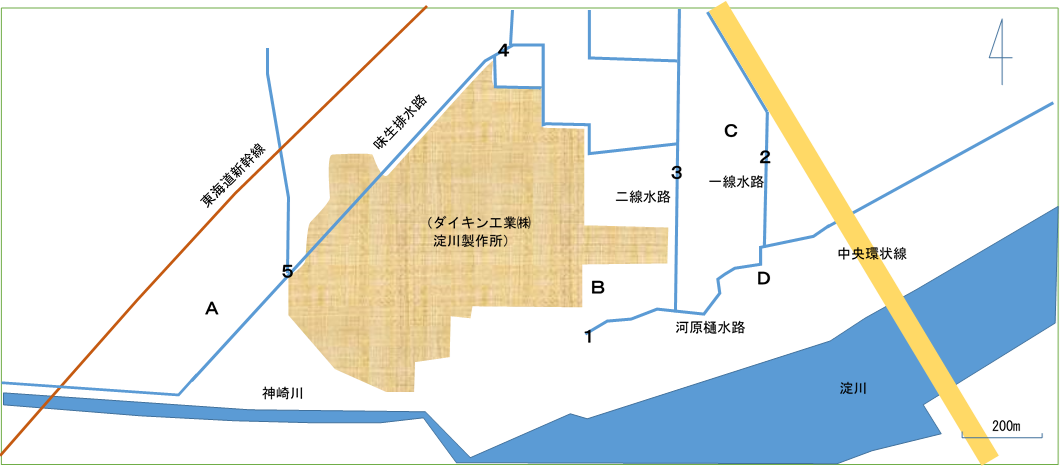 4
味生排水路
C
2
東海道新幹線
3
一線水路
二線水路
(ダイキン工業㈱
淀川製作所)
中央環状線
5
D
B
A
河原樋水路
1
淀川
神崎川
200m